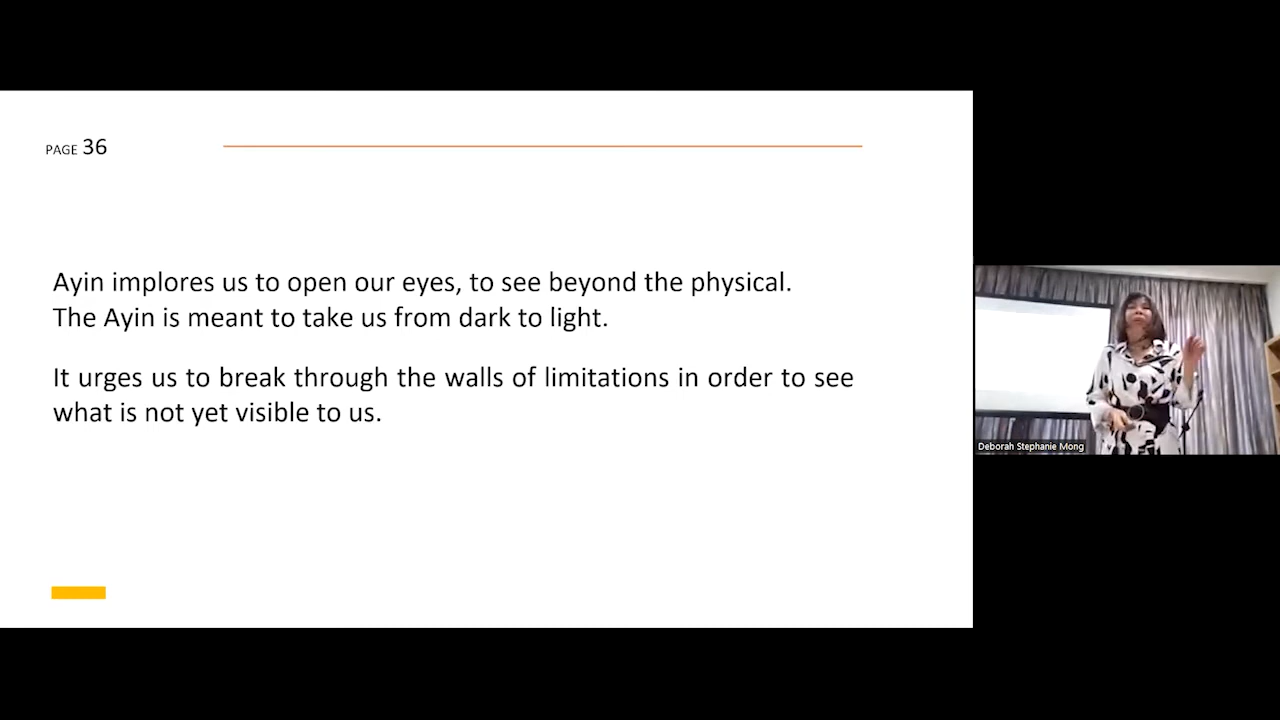 PAGE 36
Ayin implores us to open our eyes, to see beyond the physical.
The Ayin is meant to take us from dark to light.
It urges us to break through the walls of limitations in order to see
what is not yet visible to us.
Deborah Stephanie Mong